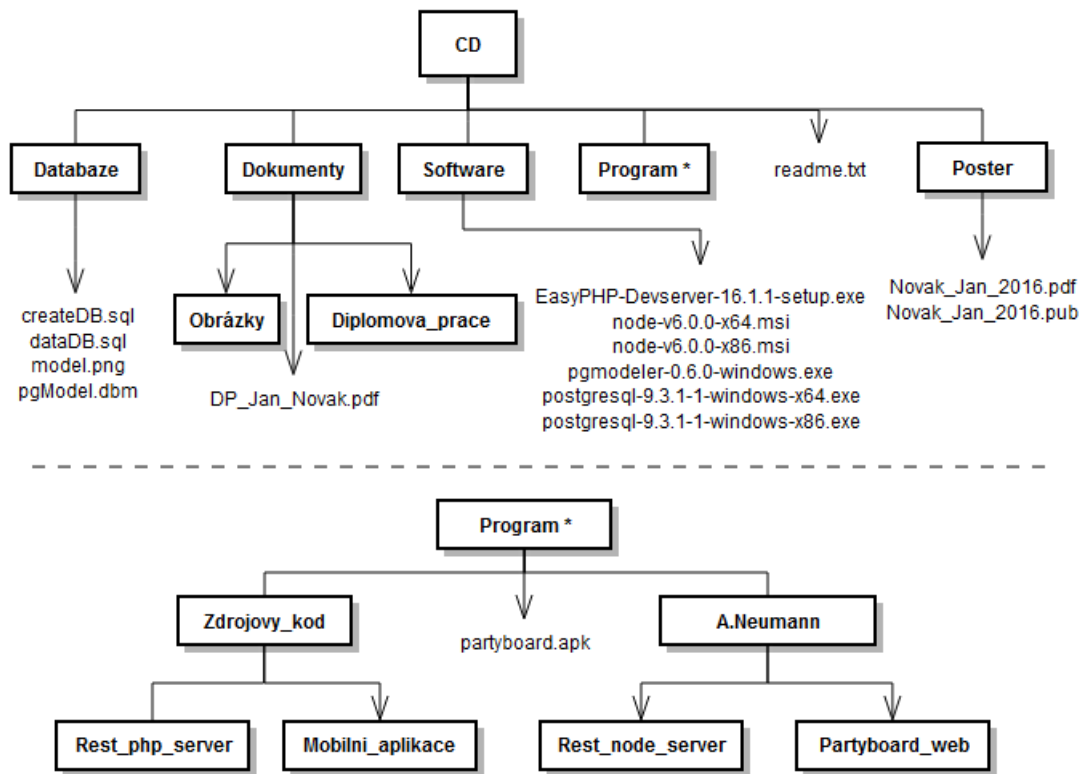 CD
Databaze
Dokumenty
Software
Program *
readme.txt
Poster
createDB.sql
dataDB.sql
model.png
pgModel.dbm
Obrázky
Diplomova_prace
DP_Jan_Novak.pdf
EasyPHP-Devserver-16.1.1-setup.exe
node-v6.0.0-x64.msi
node-v6.0.0-x86.msi
pgmodeler-0.6.0-windows.exe
postgresql-9.3.1-1-windows-x64.exe
postgresql-9.3.1-1-windows-x86.exe
Novak_Jan_2016.pdf
Novak_Jan_2016.pub
Program *
Zdrojovy_kod
partyboard.apk
A.Neumann
Rest_php_server
Mobilni_aplikace
Rest_node_server
Partyboard_web